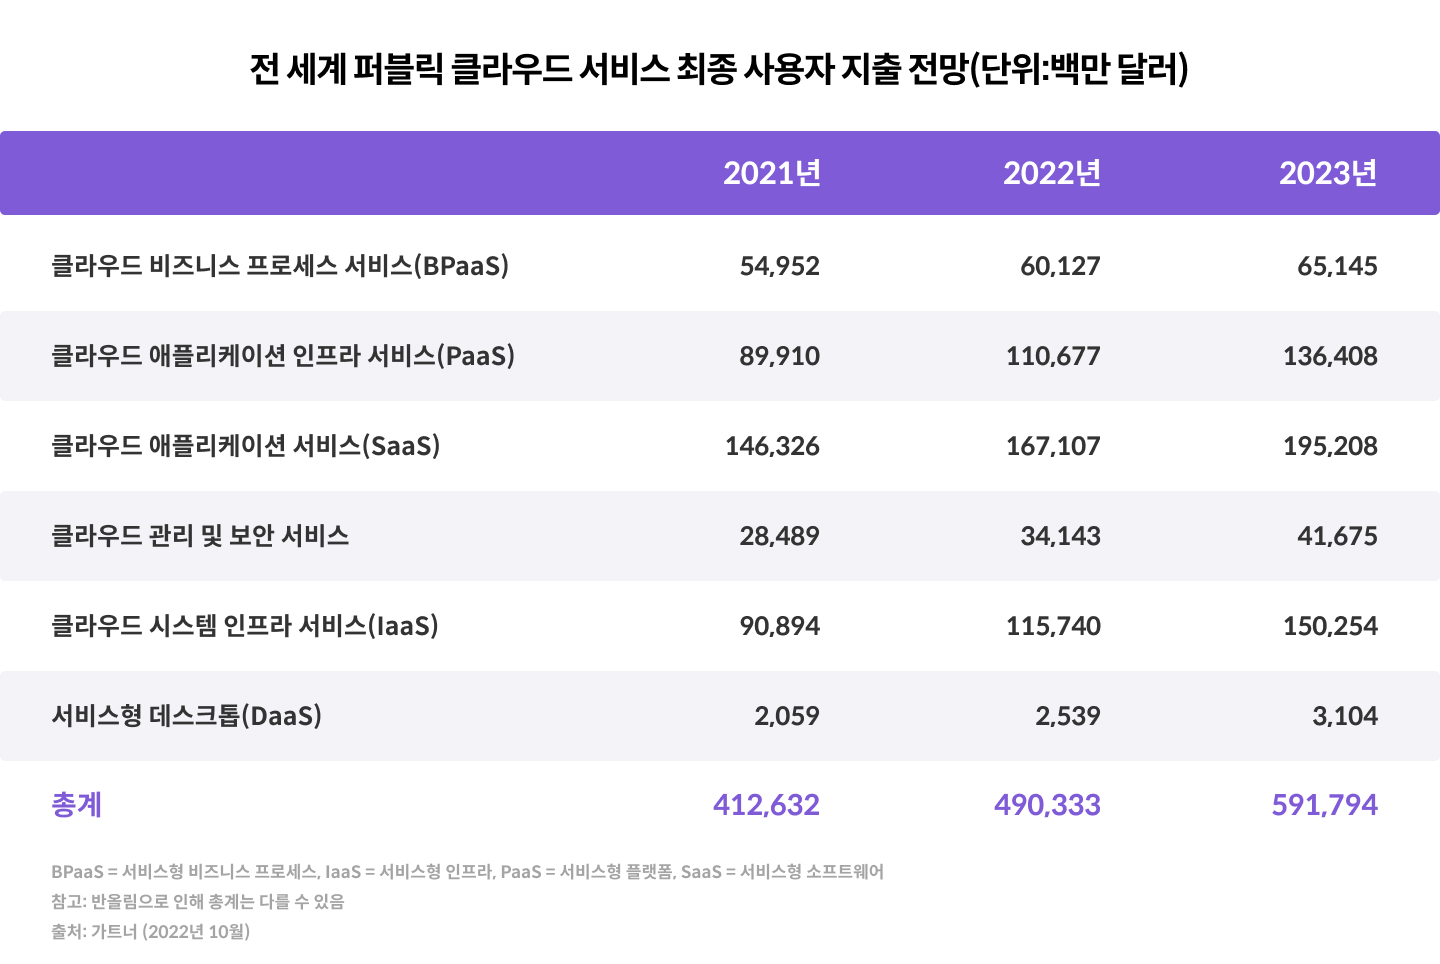 전 세계 퍼블릭 클라우드 서비스 최종 사용자 지출 전망(단위:백만 달러)
2021년 2022년 2023년
클라우드 비즈니스 프로세스 서비스(BPaaS) 54,952 60,127 65,145
클라우드 애플리케이션 인프라 서비스(PaaS) 89,910 110,677 136,408
클라우드 애플리케이션 서비스(SaaS) 146,326 167,107 195,208
클라우드 관리 및 보안 서비스 28,489 34,143 41,675
클라우드 시스템 인프라 서비스(IaaS) 90,894 115,740 150,254
서비스형 데스크톱(DaaS) 2,059 2,539 3,104
총계 412,632 490,333 591,794
BPaaS = 서비스형 비즈니스 프로세스, IaaS = 서비스형 인프라, PaaS = 서비스형 플랫폼, SaaS = 서비스형 소프트웨어
참고: 반올림으로 인해 총계는 다를 수 있음
출처: 가트너 (2022년 10월)